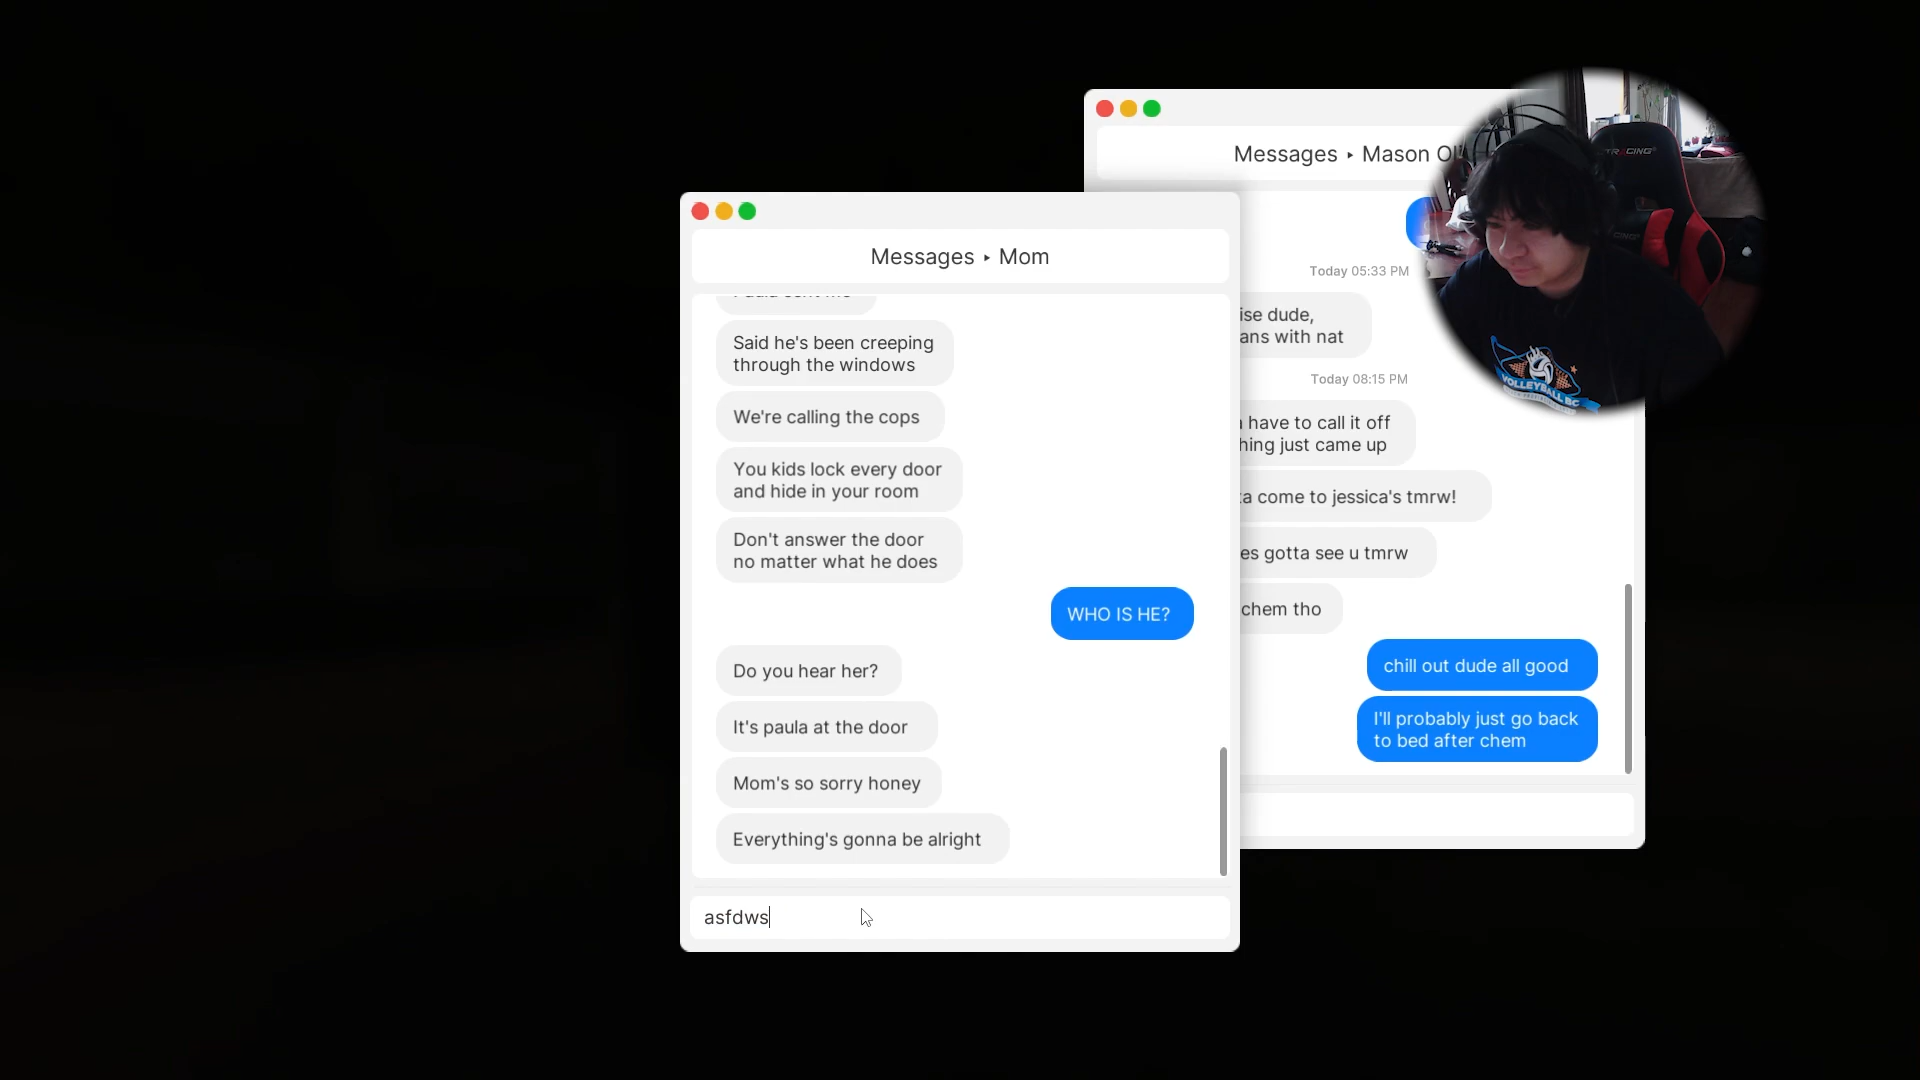 Messages ‣ Mason Ol
Today 05:33 PM
ise dude,
ans with nat
Today 08:15 PM
have to call it off
hing just came up
ta come to jessica's tmrw!
es gotta see u tmrw
chem tho
chill out dude all good
I'll probably just go back
to bed after chem
Messages ‣ Mom
Said he's been creeping
through the windows
We're calling the cops
You kids lock every door
and hide in your room
Don't answer the door
no matter what he does
WHO IS HE?
Do you hear her?
It's paula at the door
Mom's so sorry honey
Everything's gonna be alright
asfdws
VOLLEYBALL BC